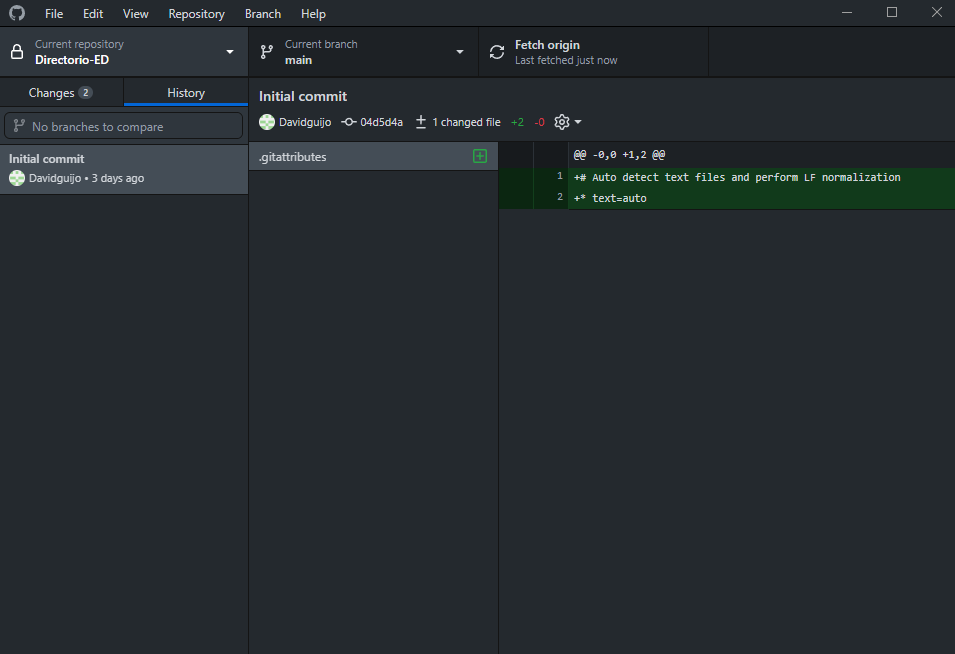 File Edit View Repository Branch Help
Current repository
Directorio-ED
Current branch
main
Fetch origin
Last fetched just now
Changes 2
History
No branches to compare
Initial commit
Davidguijo • 3 days ago
Initial commit
Davidguijo 04d5d4a 1 changed file +2 -0
.gitattributes
@@ -0,0 +1,2 @@
1 +# Auto detect text files and perform LF normalization
2 +* text=auto